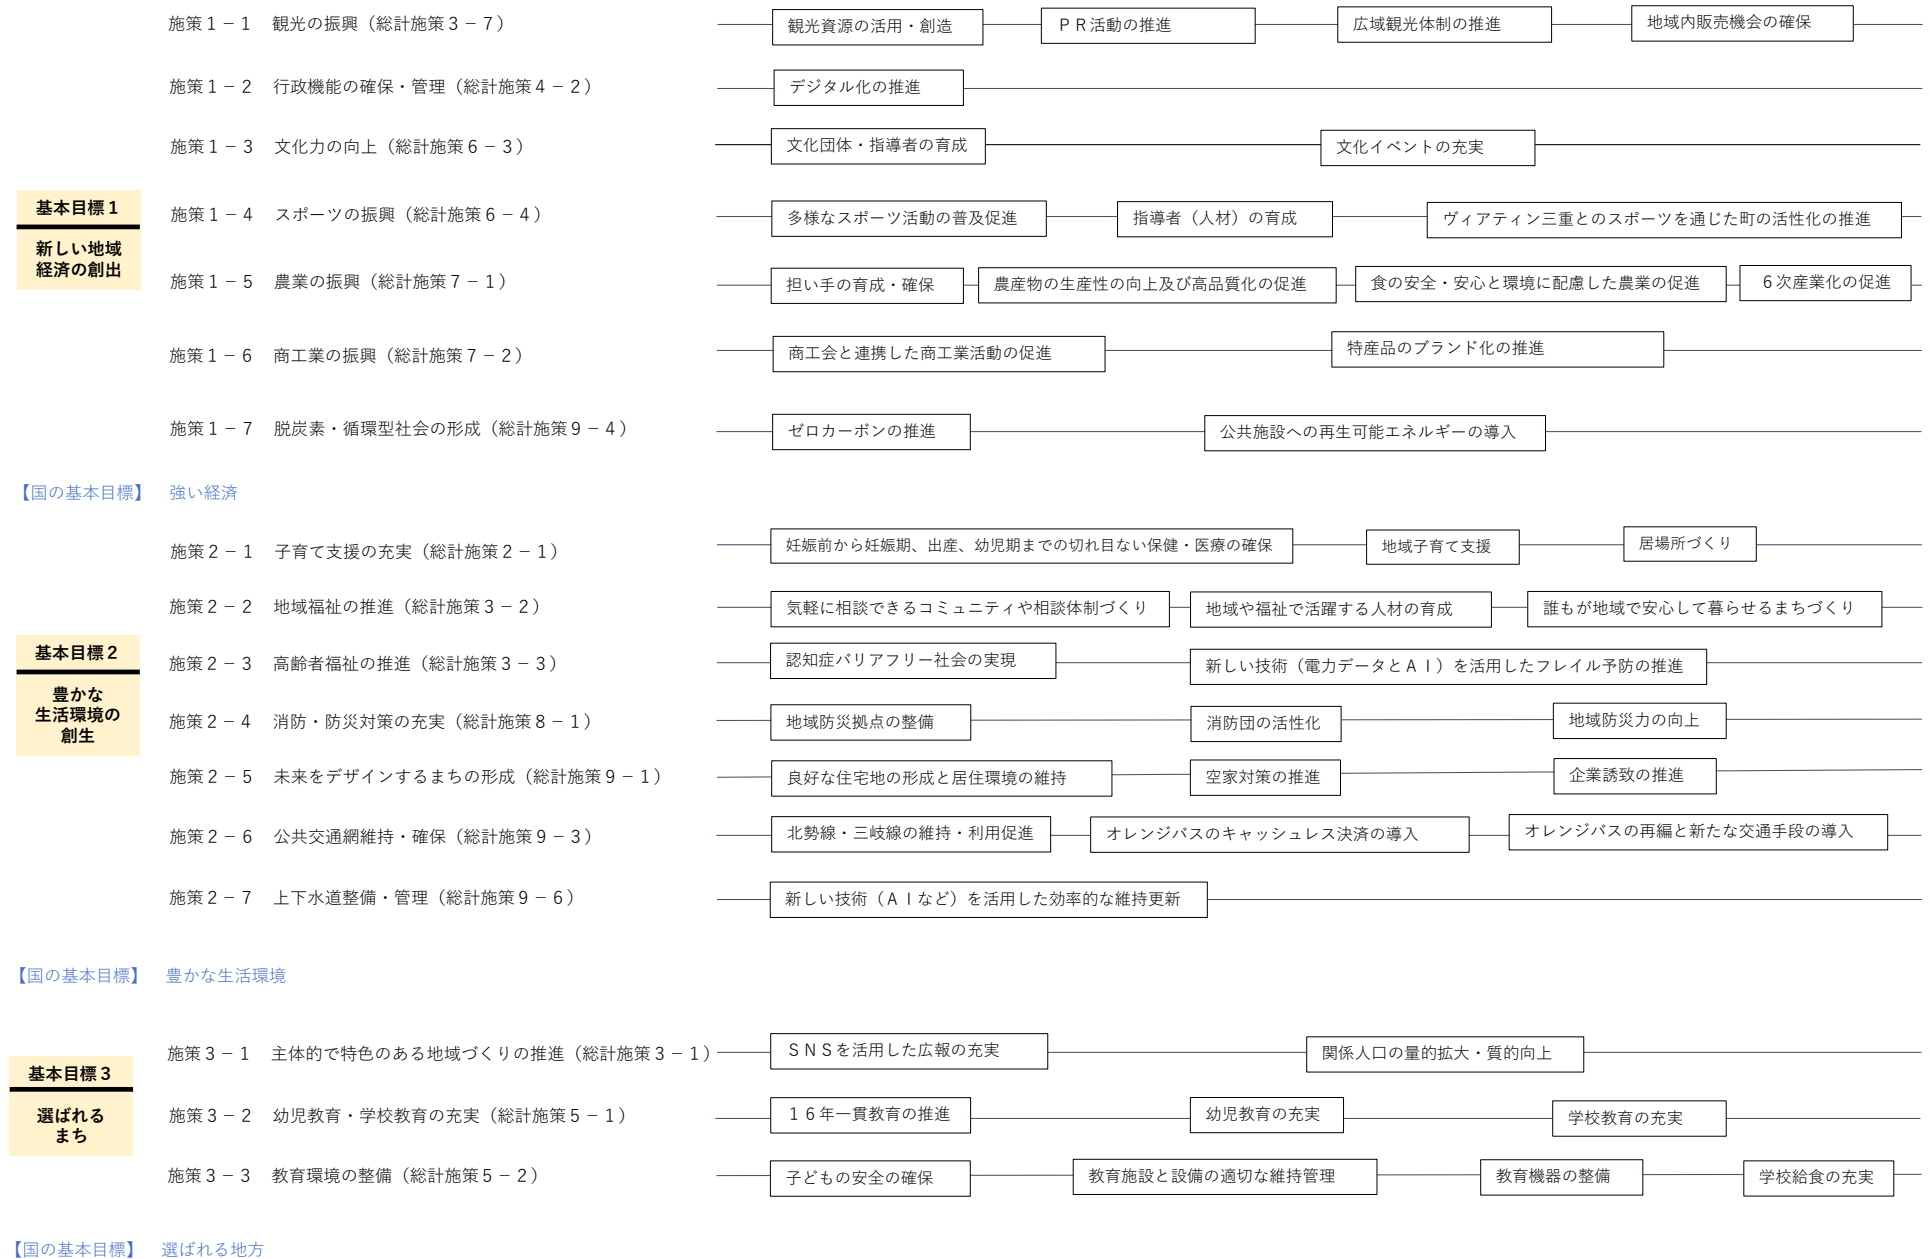 施策１－１　観光の振興（総計施策３－７）　観光資源の活用・創造　ＰＲ活動の推進　広域観光体制の推進　地域内販売機会の確保
施策１－２　行政機能の確保・管理（総計施策４－２）　デジタル化の推進
施策１－３　文化力の向上（総計施策６－３）　文化団体・指導者の育成　文化イベントの充実
基本目標１
新しい地域
経済の創出
施策１－４　スポーツの振興（総計施策６－４）　多様なスポーツ活動の普及促進　指導者（人材）の育成　ヴィアティン三重とのスポーツを通じた町の活性化の推進
施策１－５　農業の振興（総計施策７－１）　担い手の育成・確保　農産物の生産性の向上及び高品質化の促進　食の安全・安心と環境に配慮した農業の促進　６次産業化の促進
施策１－６　商工業の振興（総計施策７－２）　商工会と連携した商工業活動の促進　特産品のブランド化の推進
施策１－７　脱炭素・循環型社会の形成（総計施策９－４）　ゼロカーボンの推進　公共施設への再生可能エネルギーの導入
【国の基本目標】　強い経済
施策２－１　子育て支援の充実（総計施策２－１）　妊娠前から妊娠期、出産、幼児期までの切れ目ない保健・医療の確保　地域子育て支援　居場所づくり
施策２－２　地域福祉の推進（総計施策３－２）　気軽に相談できるコミュニティや相談体制づくり　地域や福祉で活躍する人材の育成　誰もが地域で安心して暮らせるまちづくり
基本目標２
豊かな
生活環境の
創生
施策２－３　高齢者福祉の推進（総計施策３－３）　認知症バリアフリー社会の実現　新しい技術（電力データとＡＩ）を活用したフレイル予防の推進
施策２－４　消防・防災対策の充実（総計施策８－１）　地域防災拠点の整備　消防団の活性化　地域防災力の向上
施策２－５　未来をデザインするまちの形成（総計施策９－１）　良好な住宅地の形成と居住環境の維持　空家対策の推進　企業誘致の推進
施策２－６　公共交通網維持・確保（総計施策９－３）　北勢線・三岐線の維持・利用促進　オレンジバスのキャッシュレス決済の導入　オレンジバスの再編と新たな交通手段の導入
施策２－７　上下水道整備・管理（総計施策９－６）　新しい技術（ＡＩなど）を活用した効率的な維持更新
【国の基本目標】　豊かな生活環境
施策３－１　主体的で特色のある地域づくりの推進（総計施策３－１）　ＳＮＳを活用した広報の充実　関係人口の量的拡大・質的向上
基本目標３
選ばれる
まち
施策３－２　幼児教育・学校教育の充実（総計施策５－１）　１６年一貫教育の推進　幼児教育の充実　学校教育の充実
施策３－３　教育環境の整備（総計施策５－２）　子どもの安全の確保　教育施設と設備の適切な維持管理　教育機器の整備　学校給食の充実
【国の基本目標】　選ばれる地方